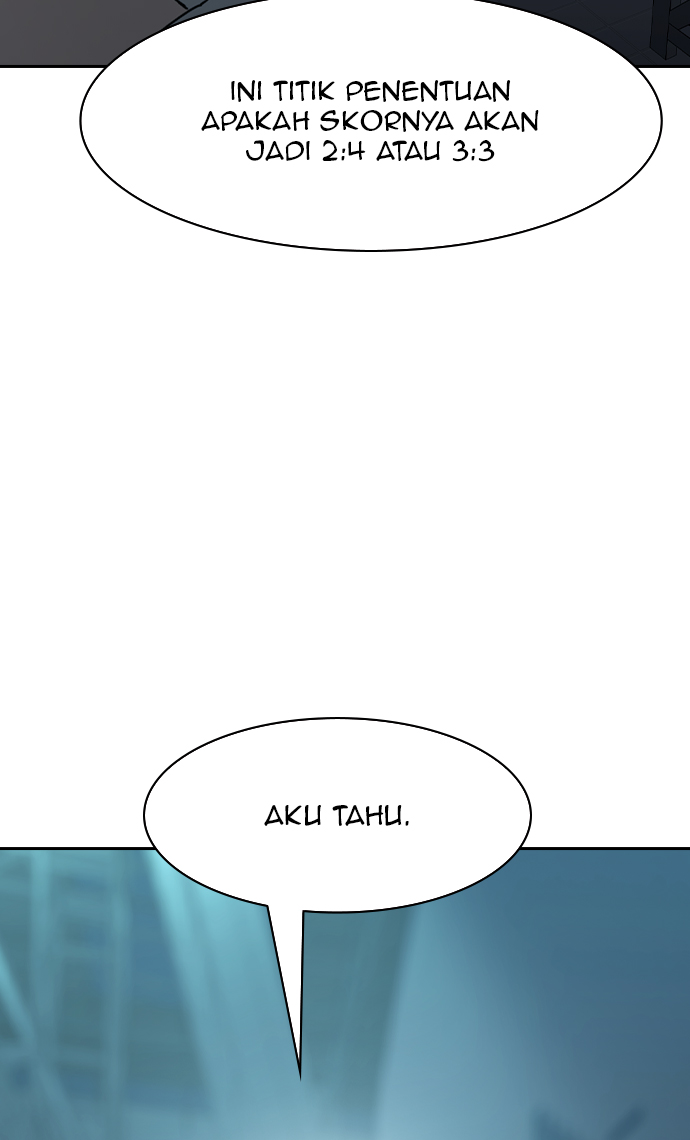 INI TITIK PENENTUAN
APAKAH SKORNYA AKAN
JADI 2:4 ATAU 3:3
AKU TAHU.